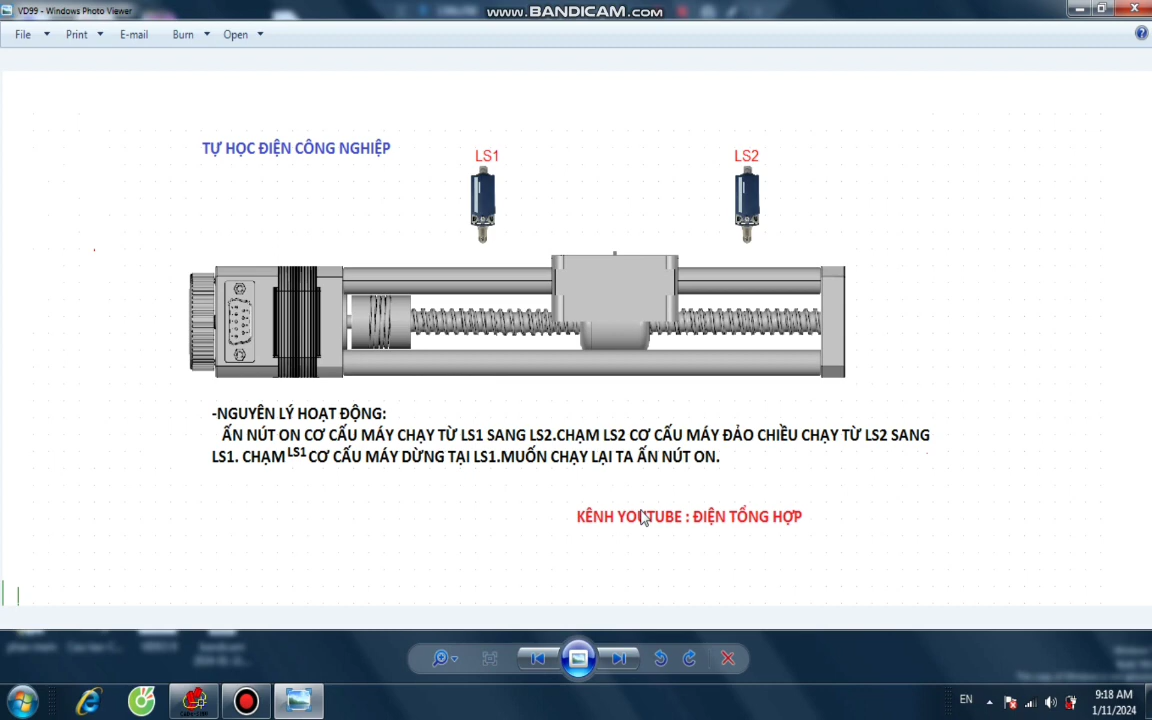 VD99 - Windows Photo Viewer
www.BANDICAM.com
File Print E-mail Burn Open
TỰ HỌC ĐIỆN CÔNG NGHIỆP
LS1 LS2
-NGUYÊN LÝ HOẠT ĐỘNG:
ẤN NÚT ON CƠ CẤU MÁY CHẠY TỪ LS1 SANG LS2.CHẠM LS2 CƠ CẤU MÁY ĐẢO CHIỀU CHẠY TỪ LS2 SANG
LS1. CHẠM LS1 CƠ CẤU MÁY DỪNG TẠI LS1.MUỐN CHẠY LẠI TA ẤN NÚT ON.
KÊNH YOUTUBE : ĐIỆN TỔNG HỢP
EN
9:18 AM
1/11/2024